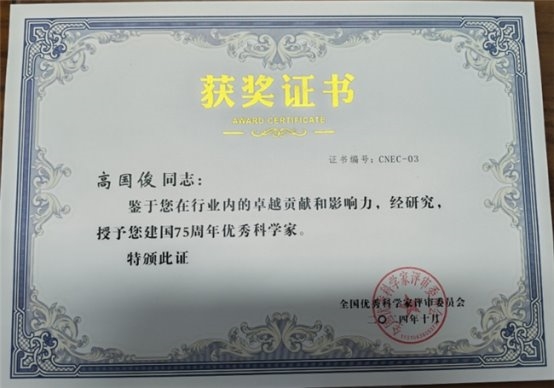 获奖证书
AWARD CERTIFICATE
证书编号：CNEC-03
高国俊同志：
鉴于您在行业内的卓越贡献和影响力，经研究，
授予您建国75周年优秀科学家。
特颁此证
全国优秀科学家评审委员会
二〇二四年十月